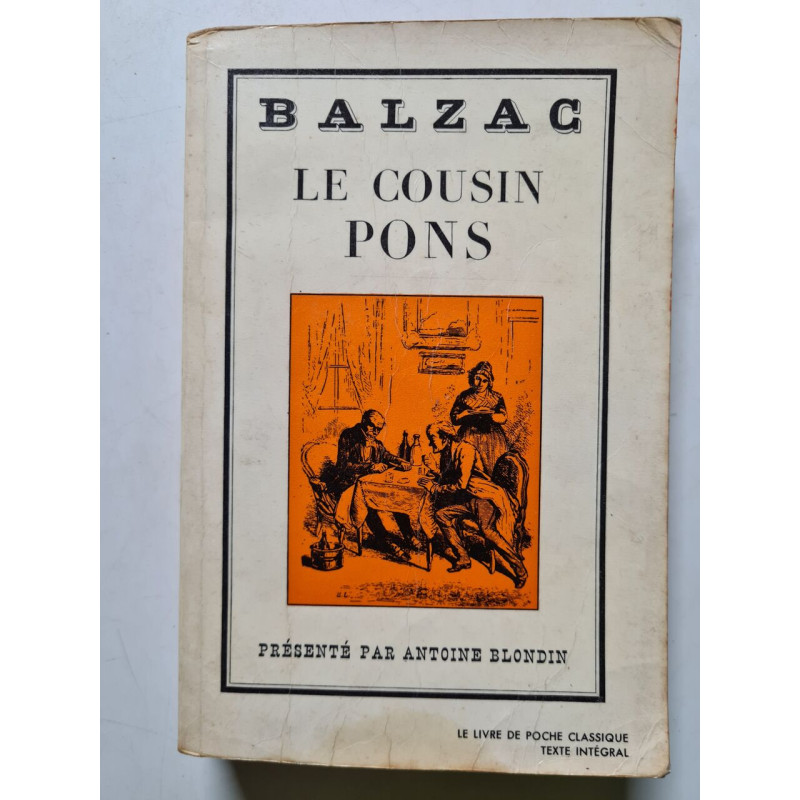 BALZAC
LE COUSIN
PONS
PRÉSENTÉ PAR ANTOINE BLONDIN
LE LIVRE DE POCHE CLASSIQUE
TEXTE INTÉGRAL